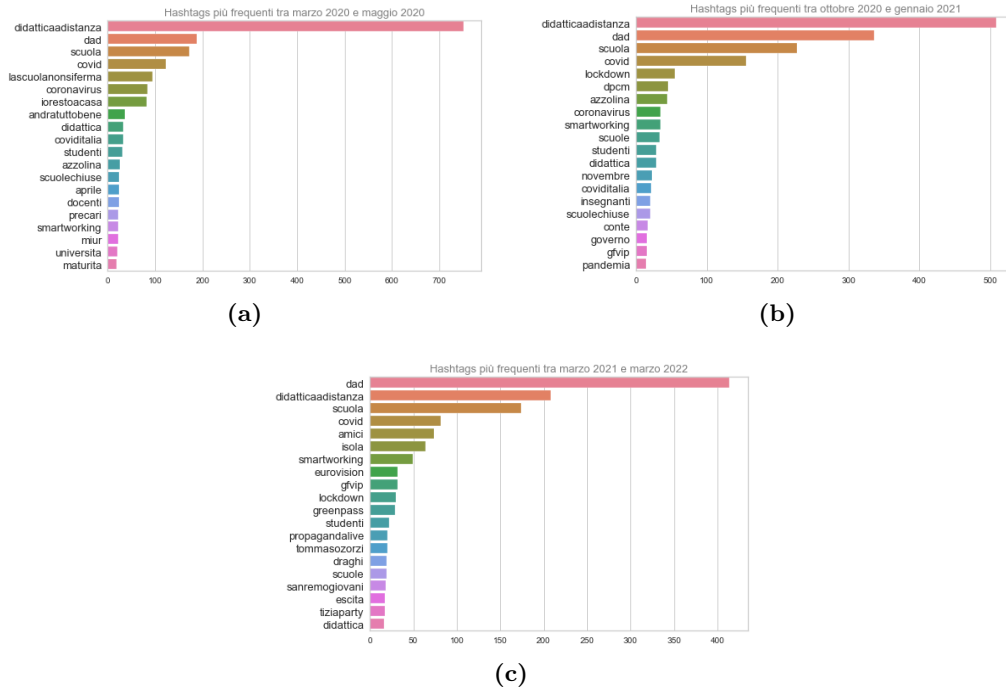 Hashtags più frequenti tra marzo 2020 e maggio 2020
didatticaadistanza
dad
scuola
covid
lascuolanonsiferma
coronavirus
iorestoacasa
andratuttobene
didattica
coviditalia
studenti
azzolina
scuolechiuse
aprile
docenti
precari
smartworking
miur
universita
maturita
0 100 200 300 400 500 600 700
(a)
Hashtags più frequenti tra ottobre 2020 e gennaio 2021
didatticaadistanza
dad
scuola
covid
lockdown
dpcm
azzolina
coronavirus
smartworking
scuole
studenti
didattica
novembre
coviditalia
insegnanti
scuolechiuse
conte
governo
gfvip
pandemia
0 100 200 300 400 500
(b)
Hashtags più frequenti tra marzo 2021 e marzo 2022
dad
didatticaadistanza
scuola
covid
amici
isola
smartworking
eurovision
gfvip
lockdown
greenpass
studenti
propagandalive
tommasozorzi
draghi
scuole
sanremogiovani
escita
tiziaparty
didattica
0 50 100 150 200 250 300 350 400
(c)